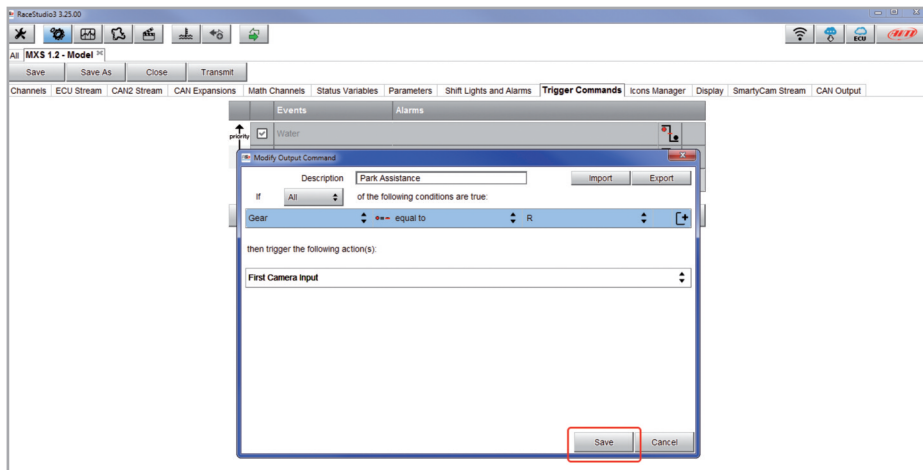 RaceStudio3 3.25.00
ECU
AiM
All MXS 1.2 - Model
Save Save As Close Transmit
Channels ECU Stream CAN2 Stream CAN Expansions Math Channels Status Variables Parameters Shift Lights and Alarms Trigger Commands Icons Manager Display SmartyCam Stream CAN Output
Events Alarms
priority Water
Modify Output Command
Description Park Assistance Import Export
If All of the following conditions are true:
Gear equal to R
then trigger the following action(s):
First Camera Input
Save Cancel